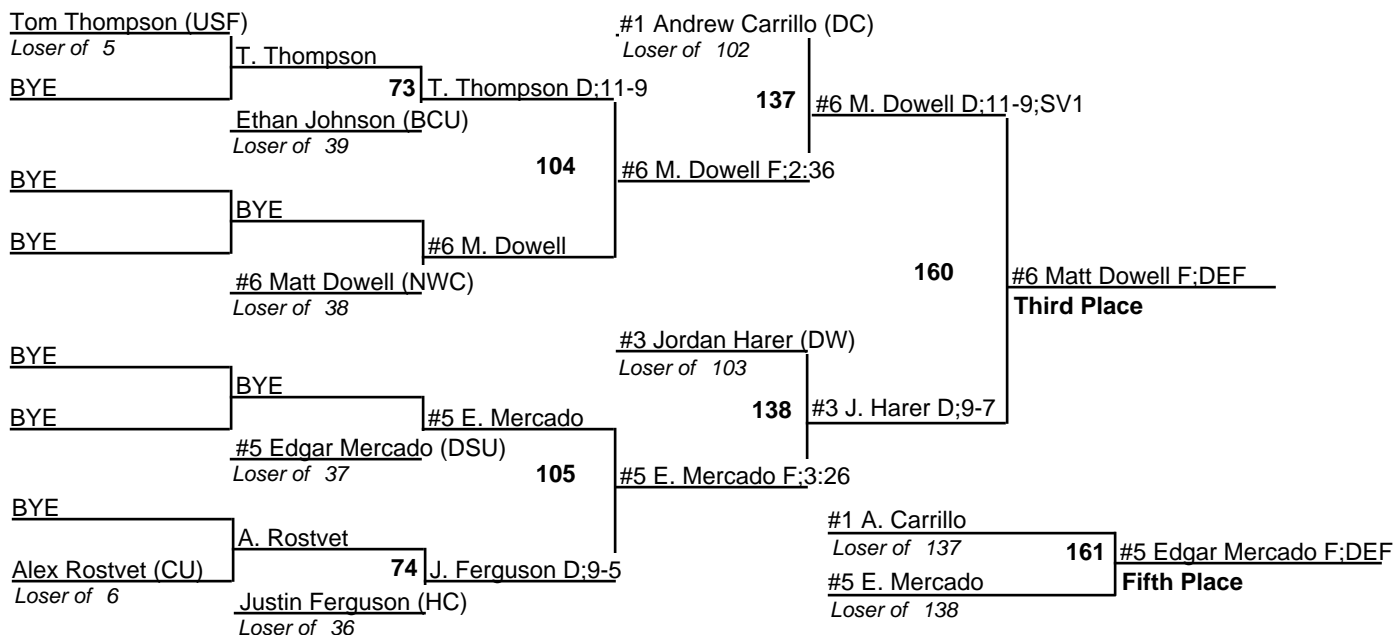 Tom Thompson (USF)
Loser of 5
BYE
T. Thompson
73
Ethan Johnson (BCU)
Loser of 39
T. Thompson D;11-9
BYE
BYE
BYE
#6 Matt Dowell (NWC)
Loser of 38
#6 M. Dowell
104
#1 Andrew Carrillo (DC)
Loser of 102
137
#6 M. Dowell F;2:36
#6 M. Dowell D;11-9;SV1
BYE
BYE
BYE
#5 Edgar Mercado (DSU)
Loser of 37
#5 E. Mercado
105
BYE
Alex Rostvet (CU)
Loser of 6
A. Rostvet
74
Justin Ferguson (HC)
Loser of 36
J. Ferguson D;9-5
#3 Jordan Harer (DW)
Loser of 103
138
#5 E. Mercado F;3:26
#3 J. Harer D;9-7
160
#6 Matt Dowell F;DEF
Third Place
#1 A. Carrillo
Loser of 137
161
#5 E. Mercado
Loser of 138
#5 Edgar Mercado F;DEF
Fifth Place